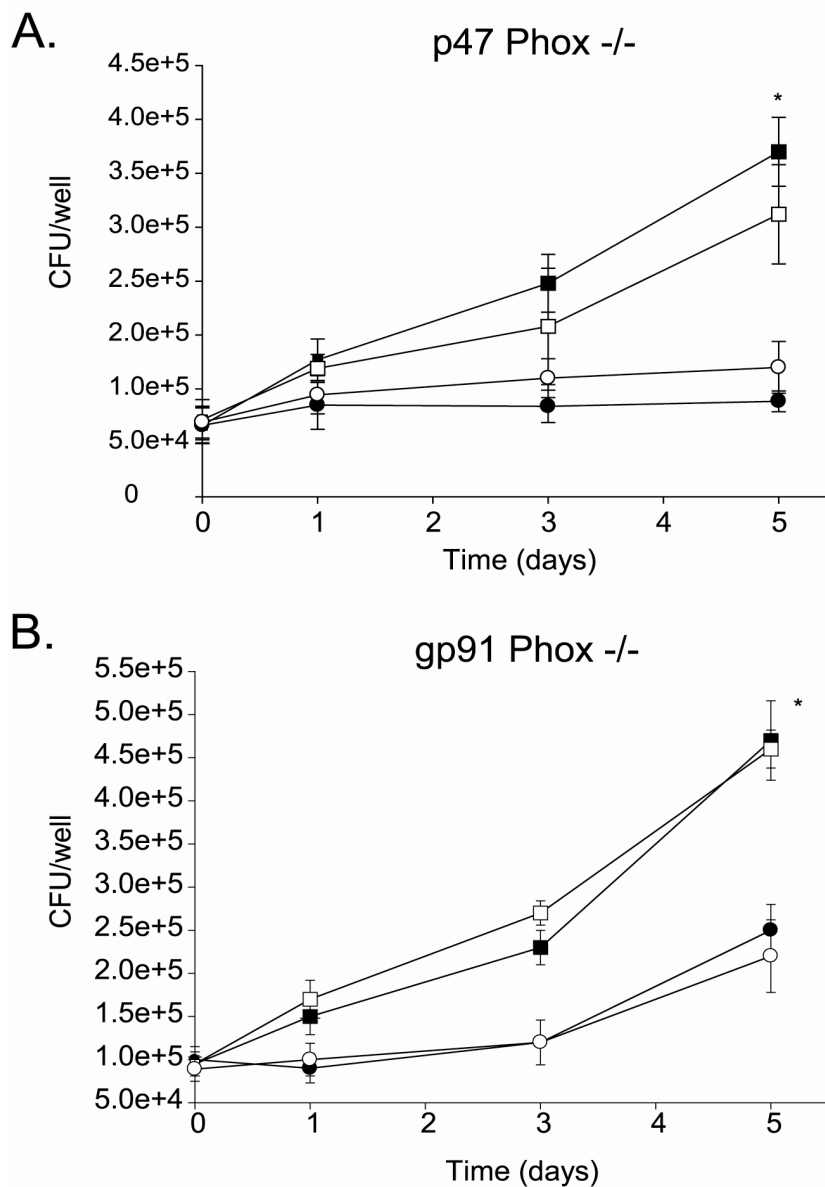 A.
p47 Phox -/-
4.5e+5
4.0e+5
3.5e+5
3.0e+5
2.5e+5
2.0e+5
1.0e+5
5.0e+4
0
CFU/well
*
0 1 2 3 4 5
Time (days)
B.
gp91 Phox -/-
5.5e+5
5.0e+5
4.5e+5
4.0e+5
3.5e+5
3.0e+5
2.5e+5
2.0e+5
1.5e+5
1.0e+5
5.0e+4
CFU/well
*
0 1 2 3 4 5
Time (days)